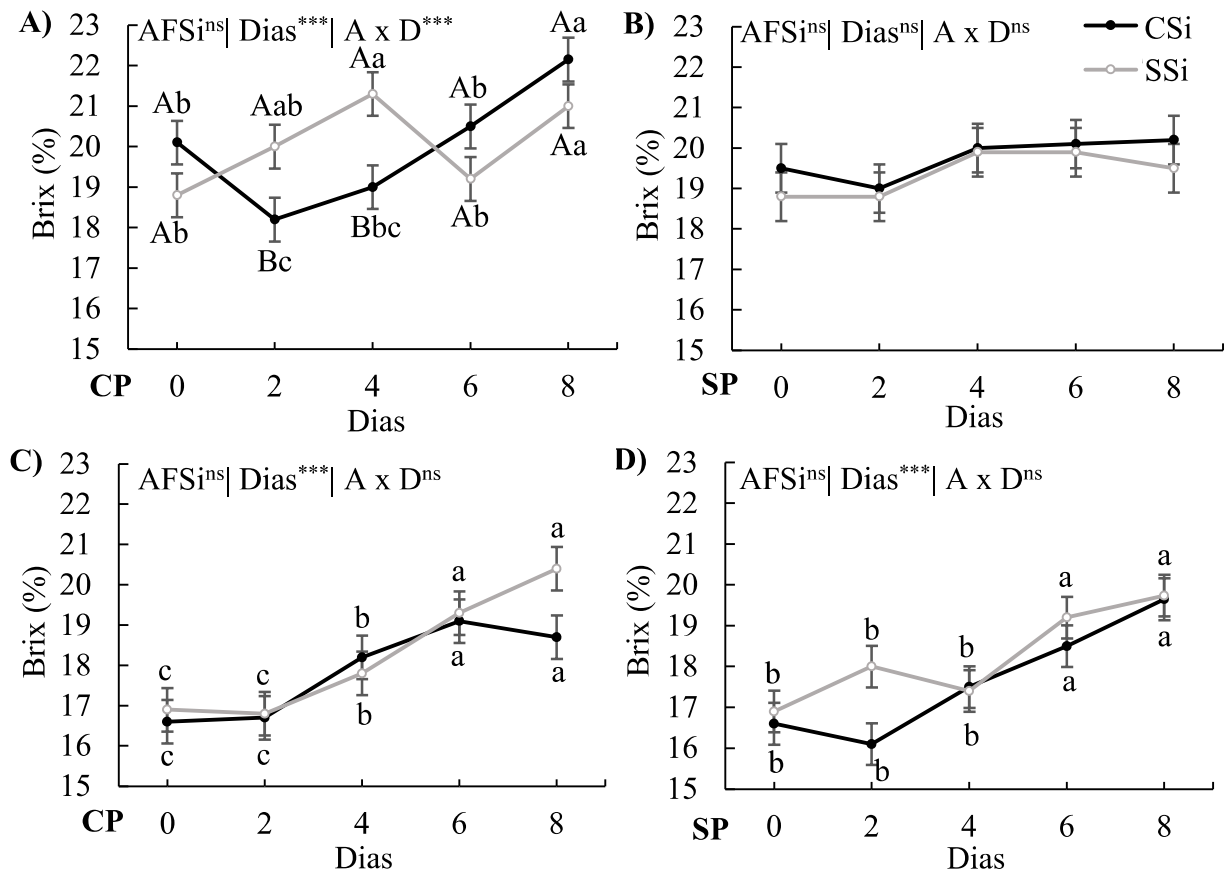 A) AFSiⁿˢ| Dias***| A x D***
23
22
21
20
19
18
17
16
15
Brix (%)
Aa
Aa
Ab
Aab
Ab
Ab
Bc
Bbc
Ab
Aa
CP 0 2 4 6 8
Dias
B) AFSiⁿˢ| Diasⁿˢ| A x Dⁿˢ
CSi
SSi
23
22
21
20
19
18
17
16
15
Brix (%)
SP 0 2 4 6 8
Dias
C) AFSiⁿˢ| Dias***| A x Dⁿˢ
23
22
21
20
19
18
17
16
15
Brix (%)
c c b a a
c c b a a
CP 0 2 4 6 8
Dias
D) AFSiⁿˢ| Dias***| A x Dⁿˢ
23
22
21
20
19
18
17
16
15
Brix (%)
b b b a a
b b b a a
SP 0 2 4 6 8
Dias